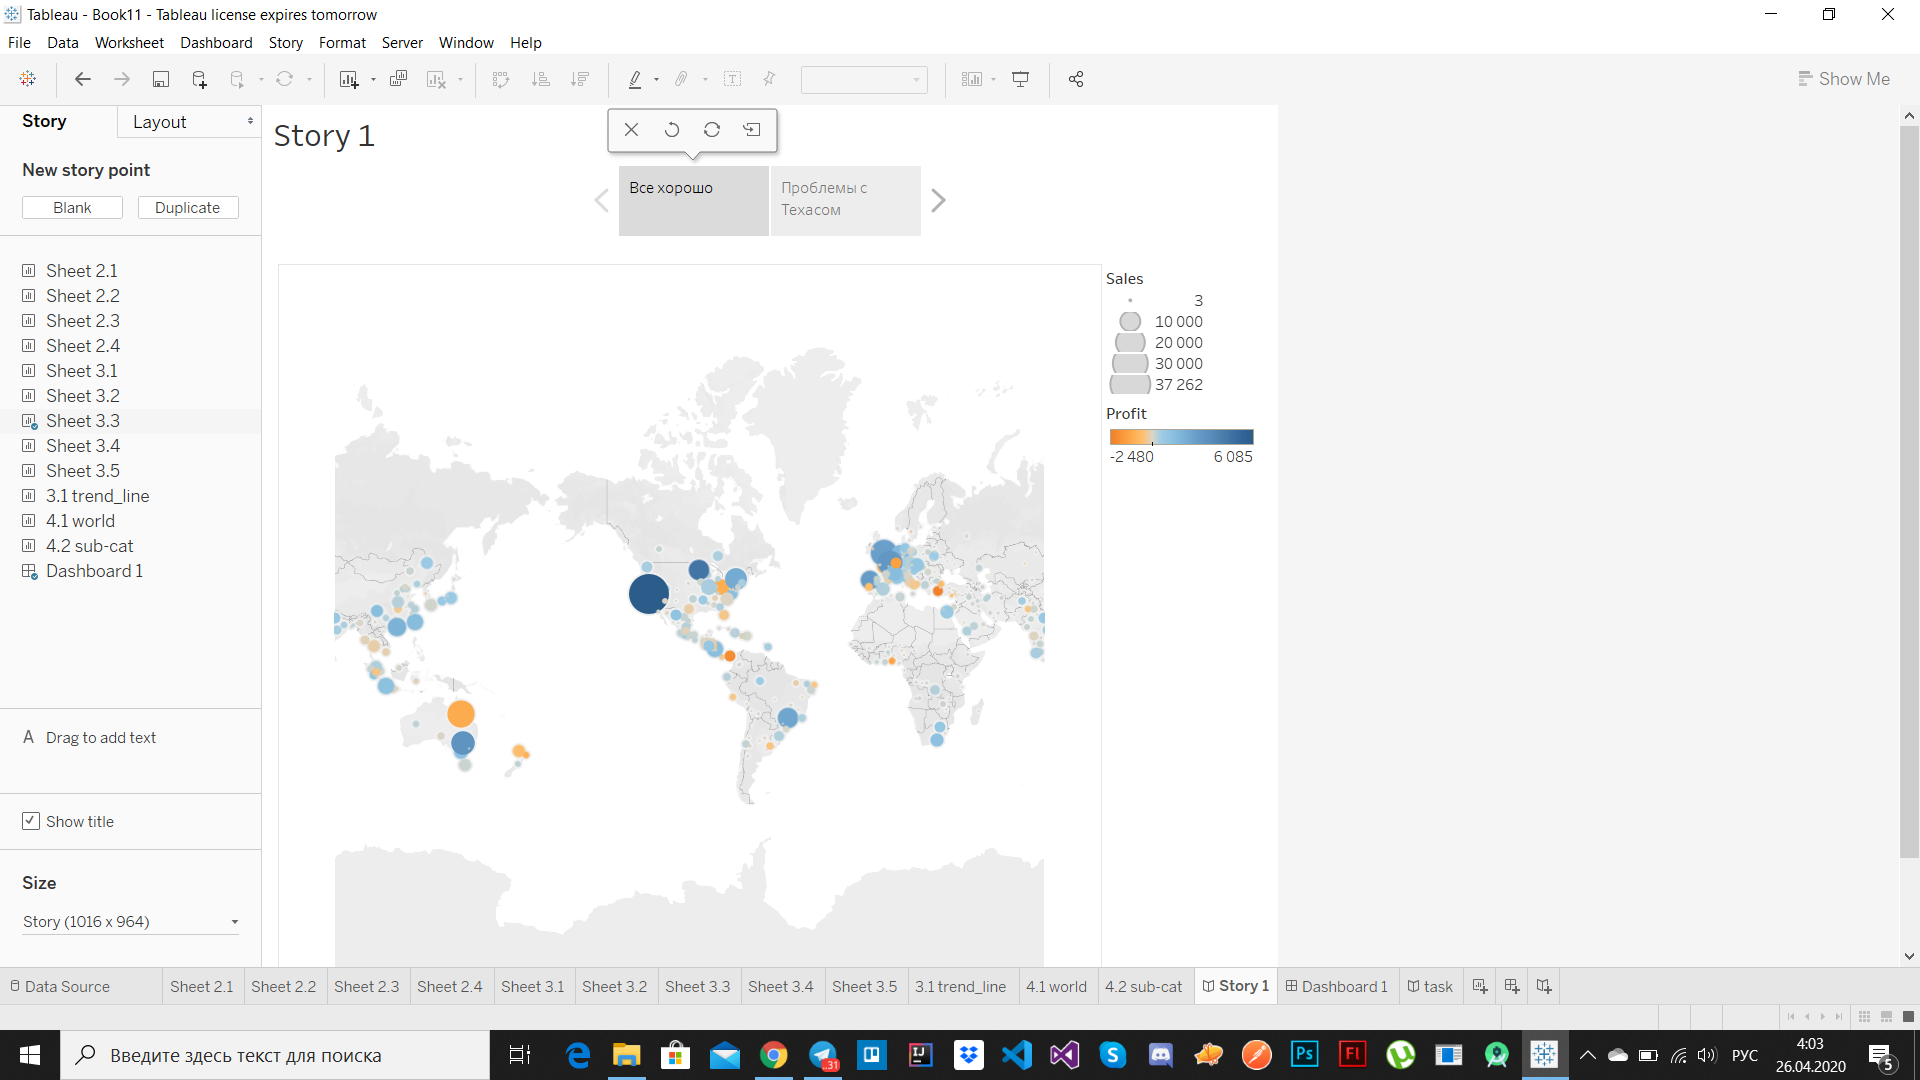 Tableau - Book11 - Tableau license expires tomorrow
File Data Worksheet Dashboard Story Format Server Window Help
Show Me
Story Layout
New story point
Blank Duplicate
Sheet 2.1
Sheet 2.2
Sheet 2.3
Sheet 2.4
Sheet 3.1
Sheet 3.2
Sheet 3.3
Sheet 3.4
Sheet 3.5
3.1 trend_line
4.1 world
4.2 sub-cat
Dashboard 1
A Drag to add text
Show title
Size
Story (1016 x 964)
Story 1
Все хорошо
Проблемы с
Техасом
Sales
3
10 000
20 000
30 000
37 262
Profit
-2 480 6 085
Data Source Sheet 2.1 Sheet 2.2 Sheet 2.3 Sheet 2.4 Sheet 3.1 Sheet 3.2 Sheet 3.3 Sheet 3.4 Sheet 3.5 3.1 trend_line 4.1 world 4.2 sub-cat Story 1 Dashboard 1 task
Введите здесь текст для поиска
IJ
31
Ps
Fl
РУС
4:03
26.04.2020
5